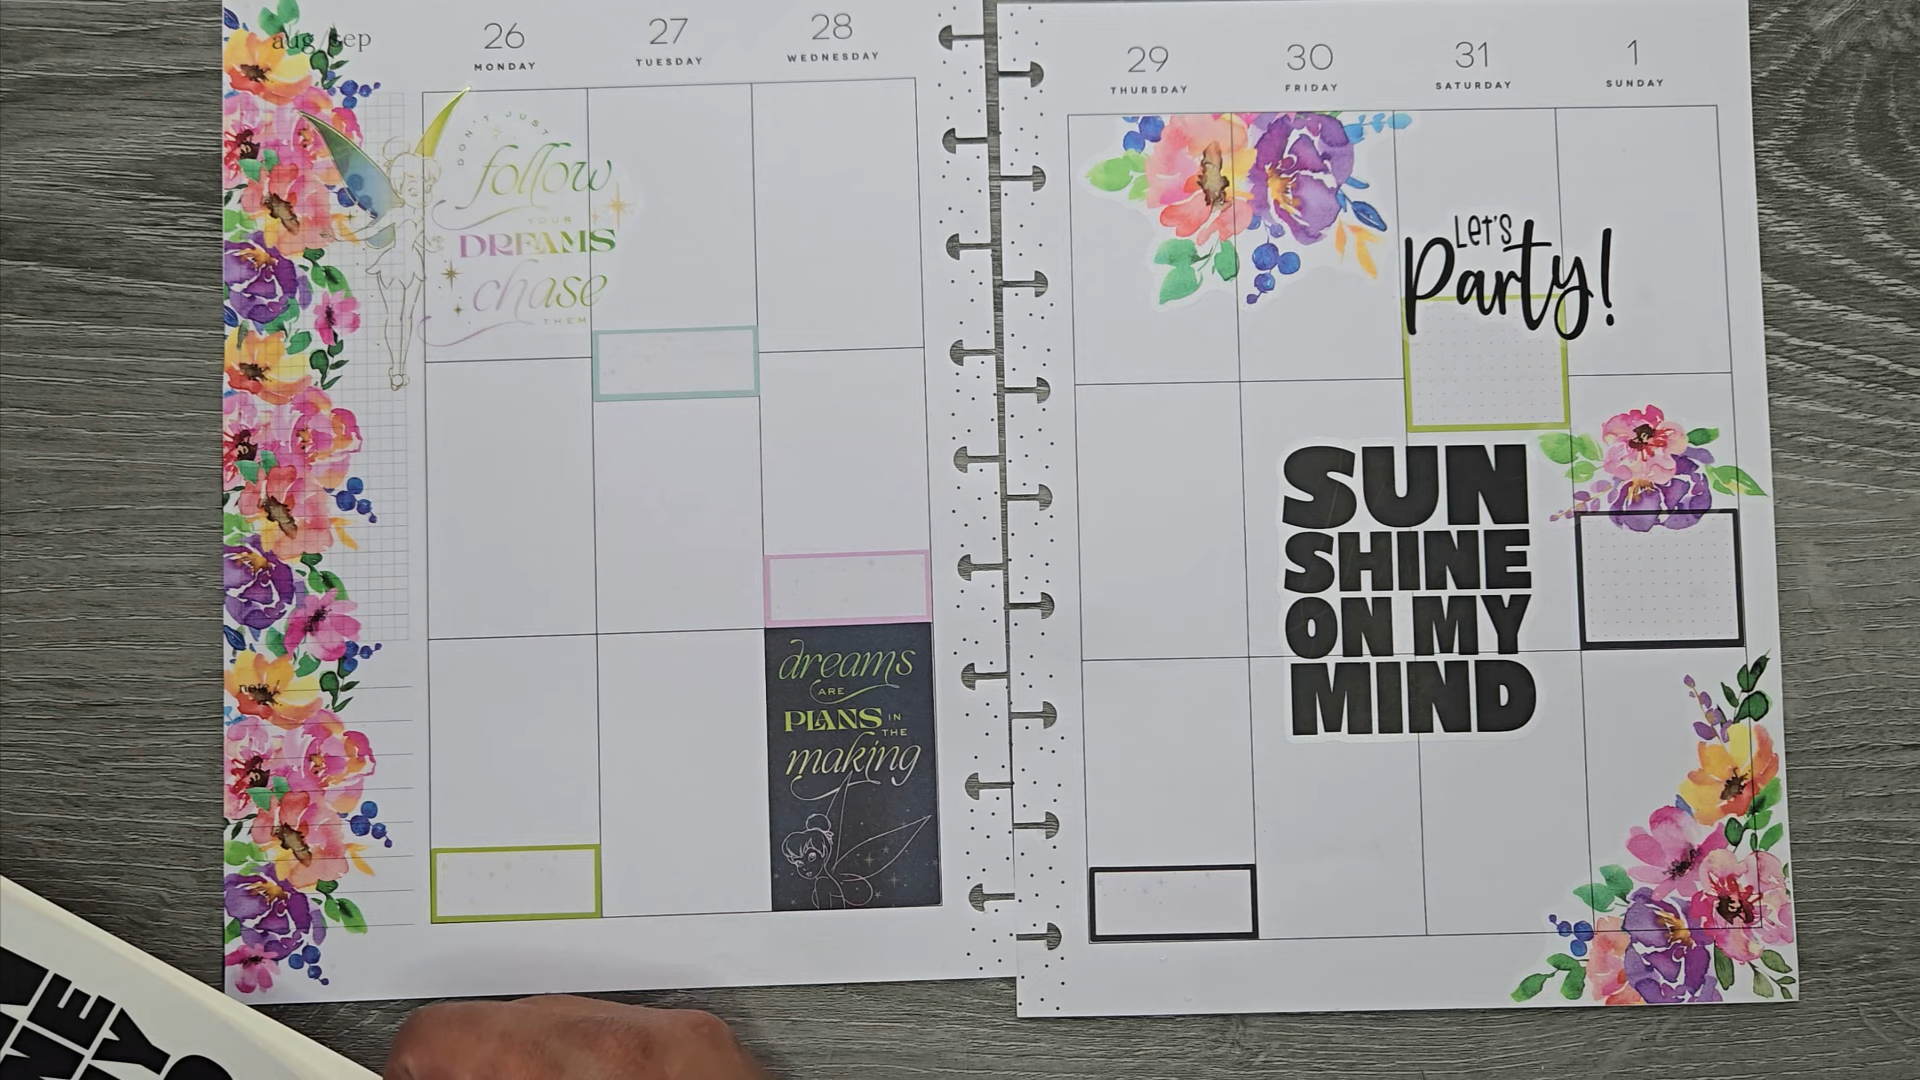 aug/sep
26
MONDAY
27
TUESDAY
28
WEDNESDAY
29
THURSDAY
30
FRIDAY
31
SATURDAY
1
SUNDAY
DON'T JUST
follow
YOUR
DREAMS
chase
THEM
notes/
dreams
ARE
PLANS IN
THE
making
LET'S
Party!
SUN
SHINE
ON MY
MIND